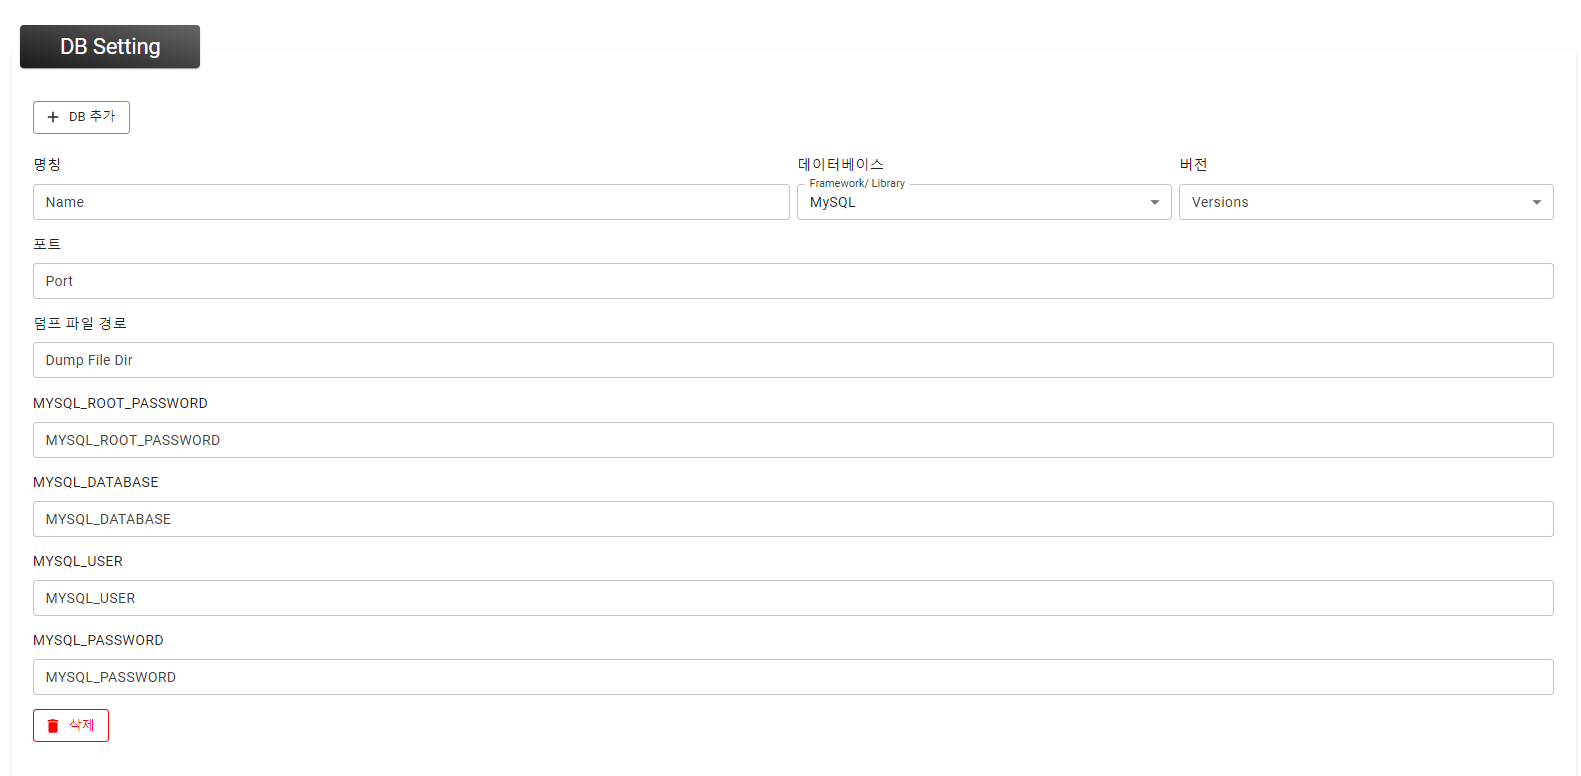 DB Setting
DB 추가
명칭
데이터베이스
버전
Name
Framework/ Library
MySQL
Versions
포트
Port
덤프 파일 경로
Dump File Dir
MYSQL_ROOT_PASSWORD
MYSQL_ROOT_PASSWORD
MYSQL_DATABASE
MYSQL_DATABASE
MYSQL_USER
MYSQL_USER
MYSQL_PASSWORD
MYSQL_PASSWORD
삭제